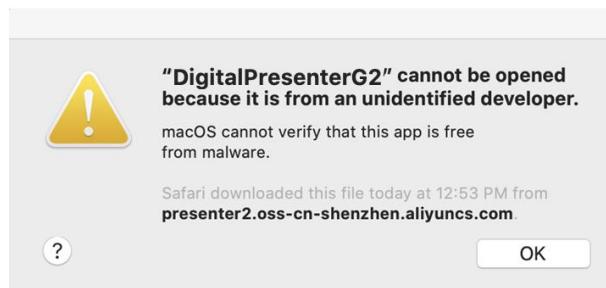 “DigitalPresenterG2” cannot be opened
because it is from an unidentified developer.
macOS cannot verify that this app is free
from malware.
Safari downloaded this file today at 12:53 PM from
presenter2.oss-cn-shenzhen.aliyuncs.com.
?
OK